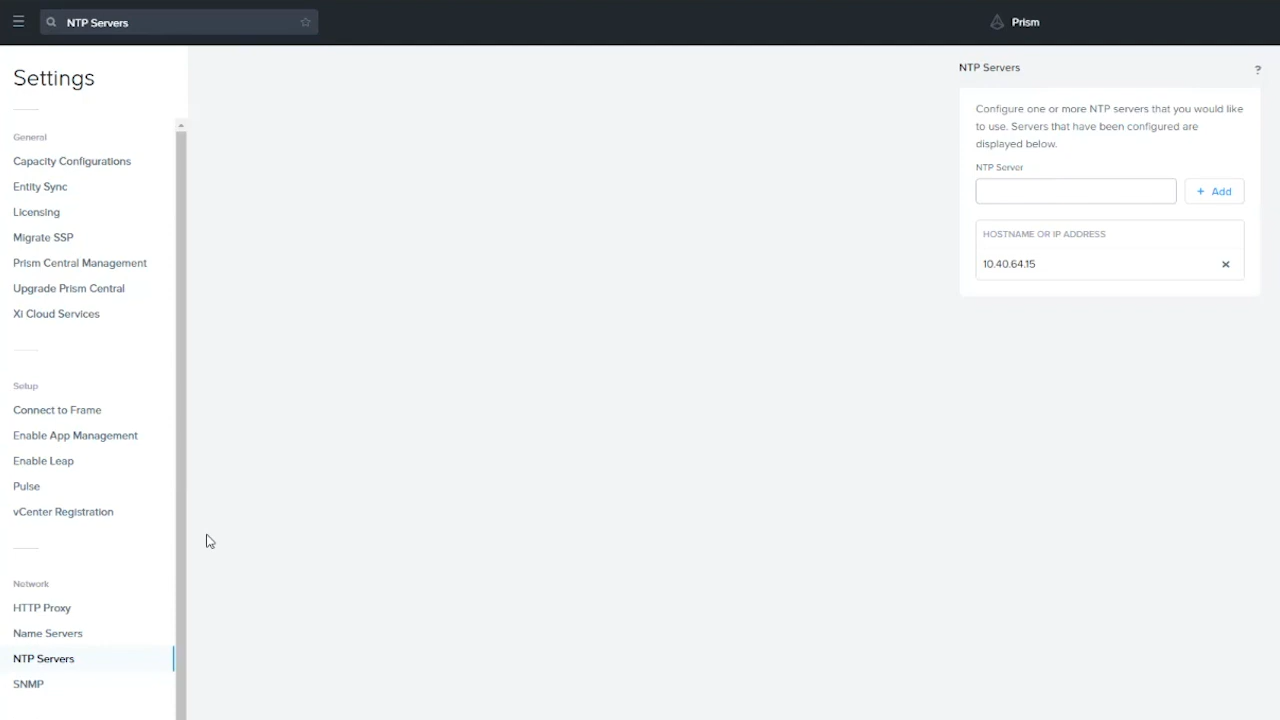 NTP Servers
Prism
Settings
General
Capacity Configurations
Entity Sync
Licensing
Migrate SSP
Prism Central Management
Upgrade Prism Central
Xi Cloud Services
Setup
Connect to Frame
Enable App Management
Enable Leap
Pulse
vCenter Registration
Network
HTTP Proxy
Name Servers
NTP Servers
SNMP
NTP Servers
?
Configure one or more NTP servers that you would like
to use. Servers that have been configured are
displayed below.
NTP Server
+ Add
HOSTNAME OR IP ADDRESS
10.40.64.15